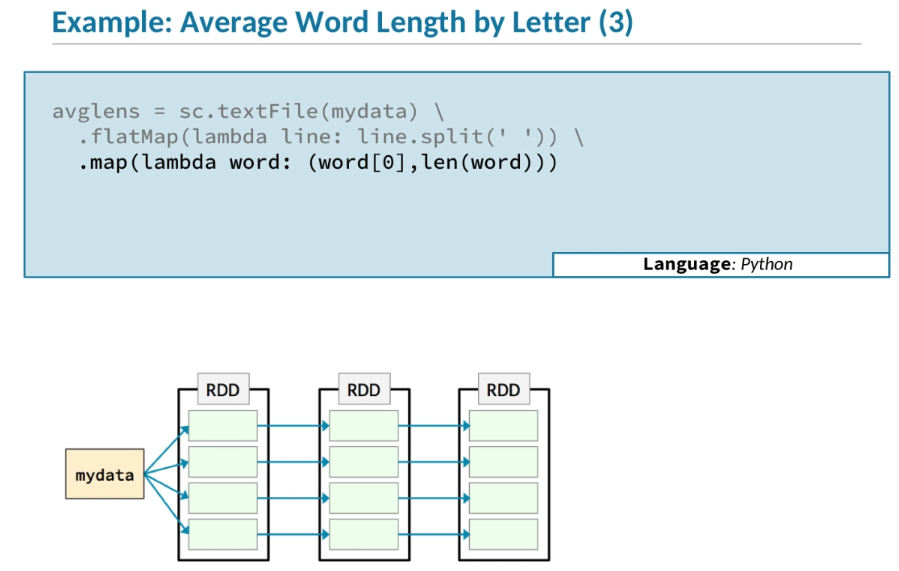 Example: Average Word Length by Letter (3)
avglens = sc.textFile(mydata) \
  .flatMap(lambda line: line.split(' ')) \
  .map(lambda word: (word[0],len(word)))
Language: Python
RDD RDD RDD
mydata